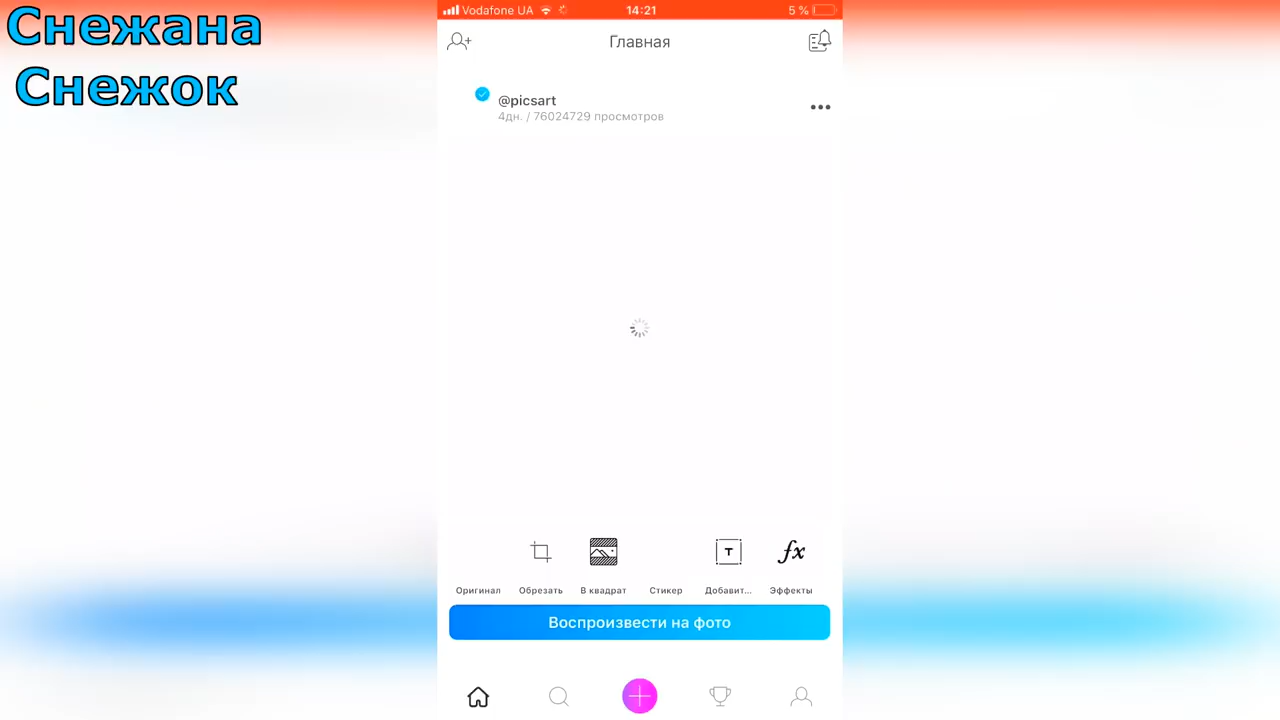 Снежана
Снежок
Vodafone UA
14:21
5 %
Главная
@picsart
4дн. / 76024729 просмотров
T
fx
Оригинал
Обрезать
В квадрат
Стикер
Добавит...
Эффекты
Воспроизвести на фото